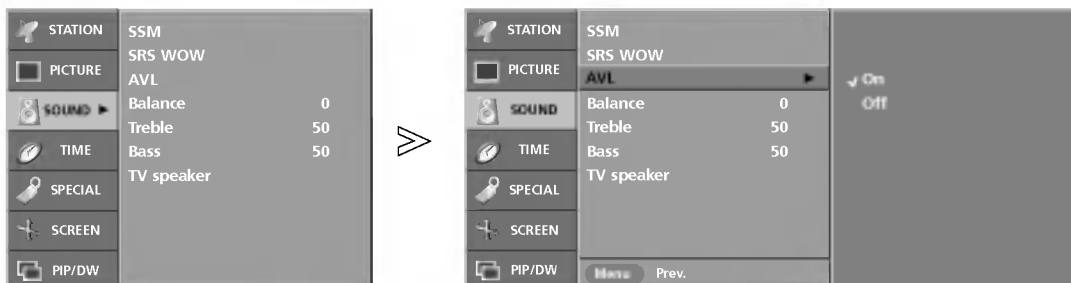 STATION
PICTURE
SOUND
TIME
SPECIAL
SCREEN
PIP/DW
SSM
SRS WOW
AVL
Balance 0
Treble 50
Bass 50
TV speaker
STATION
PICTURE
SOUND
TIME
SPECIAL
SCREEN
PIP/DW
SSM
SRS WOW
AVL
Balance 0
Treble 50
Bass 50
TV speaker
Menu Prev.
On
Off